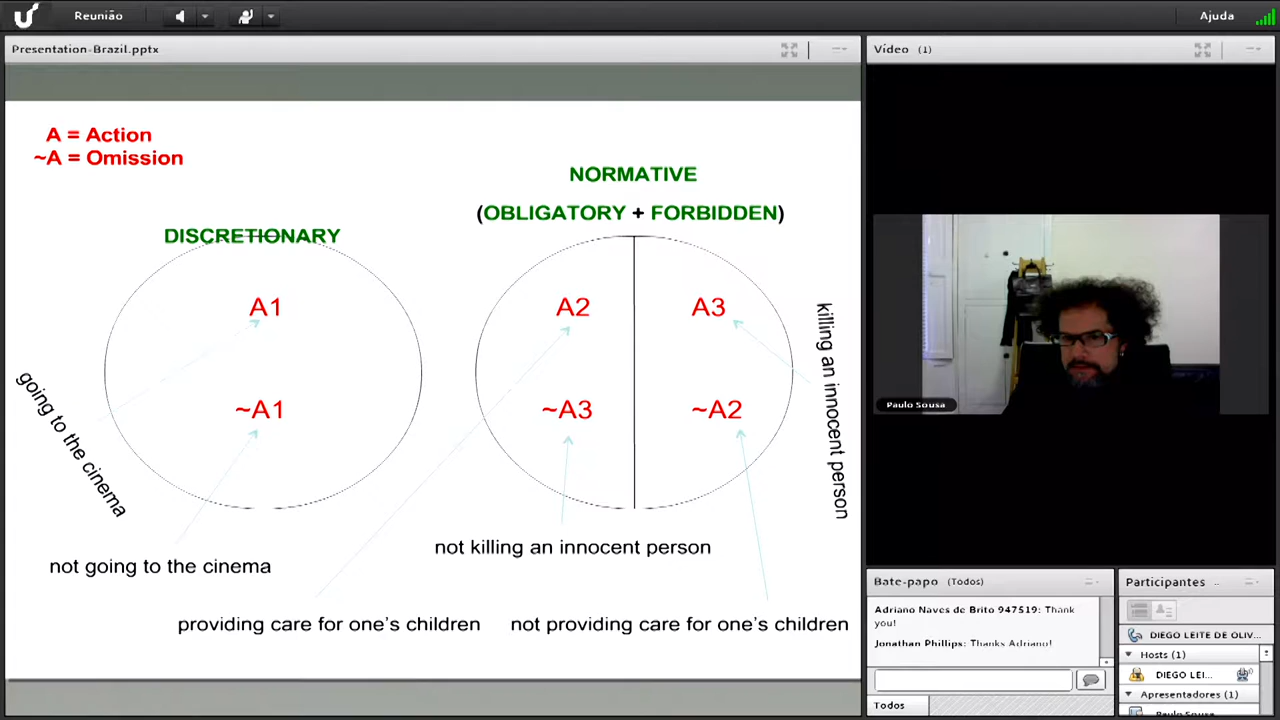 Reunião
Ajuda
Presentation-Brazil.pptx
A = Action
~A = Omission
NORMATIVE
(OBLIGATORY + FORBIDDEN)
DISCRETIONARY
A1
A2
A3
~A1
~A3
~A2
going to the cinema
killing an innocent person
not killing an innocent person
not going to the cinema
providing care for one's children
not providing care for one's children
Vídeo (1)
Paulo Sousa
Bate-papo (Todos)
Adriano Naves de Brito 947519: Thank
you!
Jonathan Phillips: Thanks Adriano!
Todos
Participantes ..
DIEGO LEITE DE OLIV...
Hosts (1)
DIEGO LEI...
Apresentadores (1)
Paulo Sousa